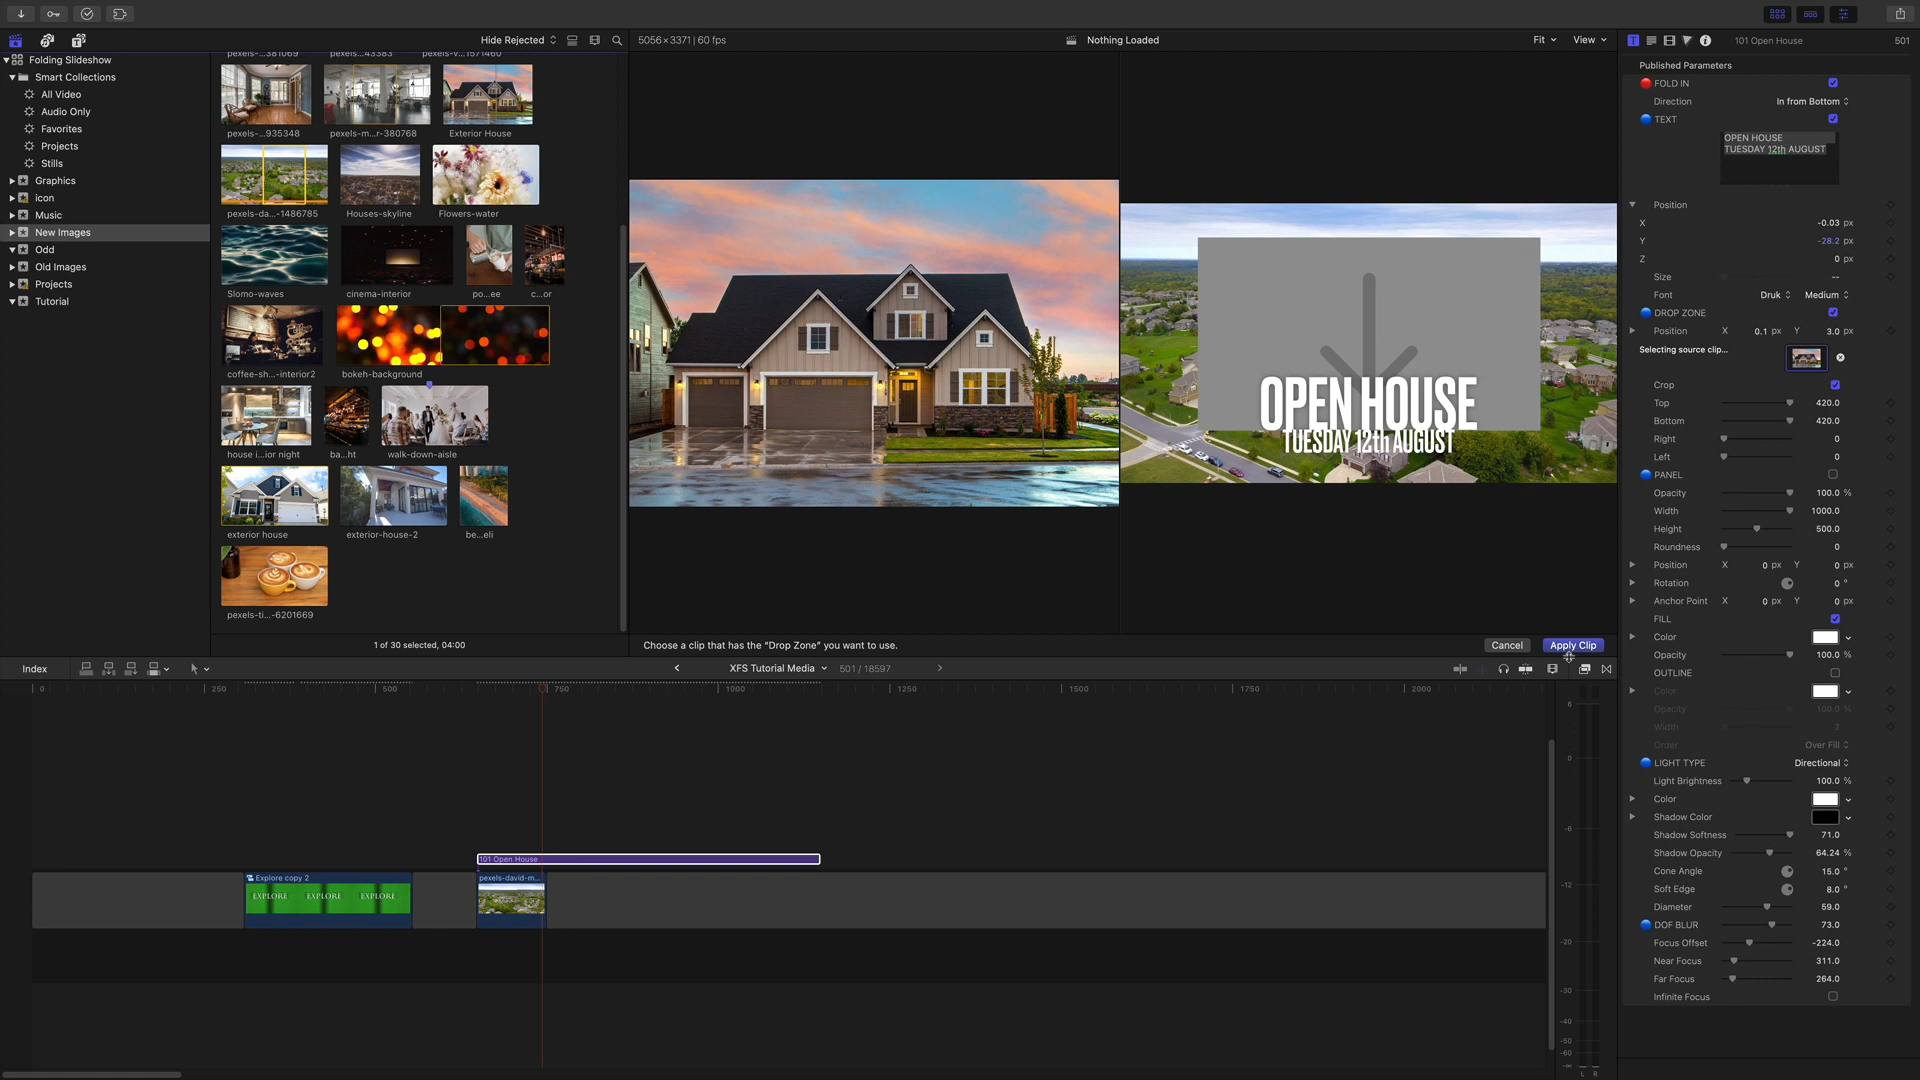 Hide Rejected
5056×3371 | 60 fps
Nothing Loaded
Fit
View
101 Open House
501
Folding Slideshow
Smart Collections
All Video
Audio Only
Favorites
Projects
Stills
Graphics
icon
Music
New Images
Odd
Old Images
Projects
Tutorial
pexels-...935348
pexels-m...r-380768
Exterior House
pexels-da...-1486785
Houses-skyline
Flowers-water
Slomo-waves
cinema-interior
po...ee
c...or
coffee-sh...-interior2
bokeh-background
house i...ior night
ba...ht
walk-down-aisle
exterior house
exterior-house-2
be...eli
pexels-ti...-6201669
1 of 30 selected, 04:00
OPEN HOUSE
TUESDAY 12th AUGUST
Choose a clip that has the “Drop Zone” you want to use.
Cancel
Apply Clip
Published Parameters
FOLD IN
Direction In from Bottom
TEXT
OPEN HOUSE
TUESDAY 12th AUGUST
Position
X -0.03 px
Y -28.2 px
Z 0 px
Size --
Font Druk Medium
DROP ZONE
Position X 0.1 px Y 3.0 px
Selecting source clip...
Crop
Top 420.0
Bottom 420.0
Right 0
Left 0
PANEL
Opacity 100.0 %
Width 1000.0
Height 500.0
Roundness 0
Position X 0 px Y 0 px
Rotation 0 °
Anchor Point X 0 px Y 0 px
FILL
Color
Opacity 100.0 %
OUTLINE
Color
Opacity 100.0 %
Width 2
Order Over Fill
LIGHT TYPE Directional
Light Brightness 100.0 %
Color
Shadow Color
Shadow Softness 71.0
Shadow Opacity 64.24 %
Cone Angle 15.0 °
Soft Edge 8.0 °
Diameter 59.0
DOF BLUR 73.0
Focus Offset -224.0
Near Focus 311.0
Far Focus 264.0
Infinite Focus
Index
XFS Tutorial Media
501 / 18597
0 250 500 750 1000 1250 1500 1750 2000
101 Open House
Explore copy 2
EXPLORE EXPLORE EXPLORE
pexels-david-m...
6
0
-6
-12
-20
-30
-40
-50
-60
-∞
L R